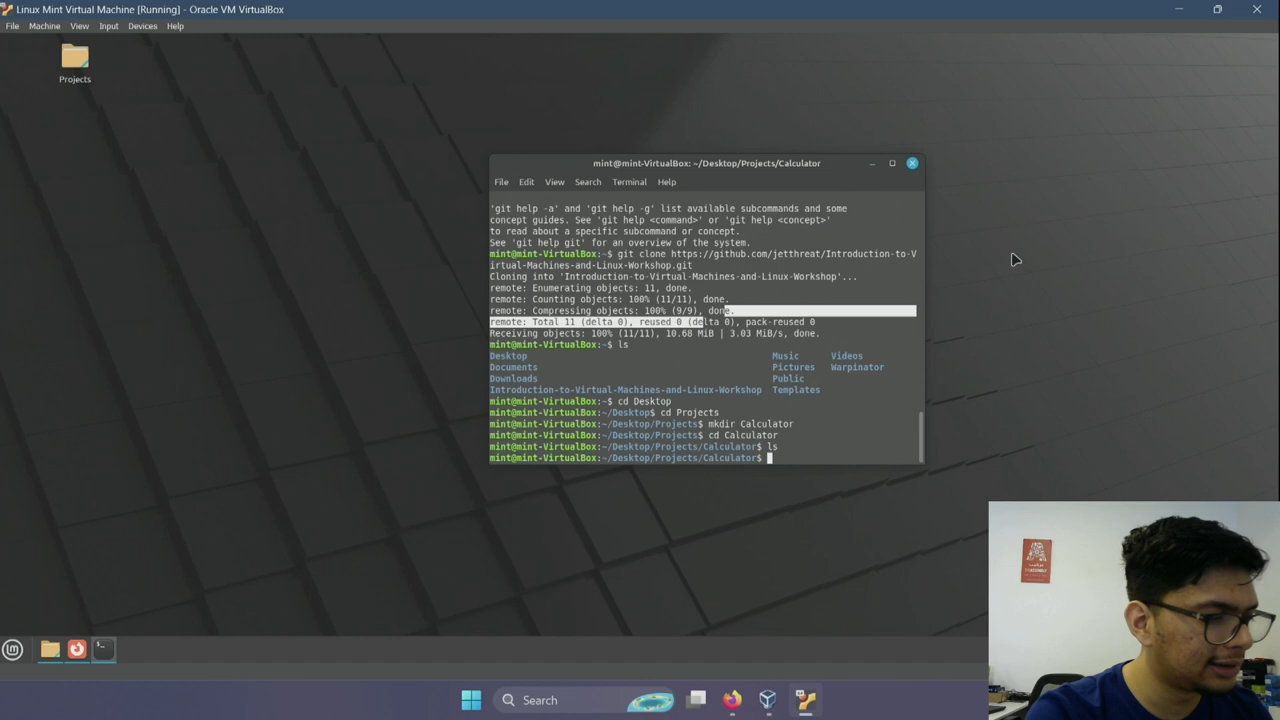 Linux Mint Virtual Machine [Running] - Oracle VM VirtualBox
File Machine View Input Devices Help
Projects
mint@mint-VirtualBox: ~/Desktop/Projects/Calculator
File Edit View Search Terminal Help
'git help -a' and 'git help -g' list available subcommands and some
concept guides. See 'git help <command>' or 'git help <concept>'
to read about a specific subcommand or concept.
See 'git help git' for an overview of the system.
mint@mint-VirtualBox:~$ git clone https://github.com/jetthreat/Introduction-to-V
irtual-Machines-and-Linux-Workshop.git
Cloning into 'Introduction-to-Virtual-Machines-and-Linux-Workshop'...
remote: Enumerating objects: 11, done.
remote: Counting objects: 100% (11/11), done.
remote: Compressing objects: 100% (9/9), done.
remote: Total 11 (delta 0), reused 0 (delta 0), pack-reused 0
Receiving objects: 100% (11/11), 10.68 MiB | 3.03 MiB/s, done.
mint@mint-VirtualBox:~$ ls
Desktop Music Videos
Documents Pictures Warpinator
Downloads Public
Introduction-to-Virtual-Machines-and-Linux-Workshop Templates
mint@mint-VirtualBox:~$ cd Desktop
mint@mint-VirtualBox:~/Desktop$ cd Projects
mint@mint-VirtualBox:~/Desktop/Projects$ mkdir Calculator
mint@mint-VirtualBox:~/Desktop/Projects$ cd Calculator
mint@mint-VirtualBox:~/Desktop/Projects/Calculator$ ls
mint@mint-VirtualBox:~/Desktop/Projects/Calculator$
Search